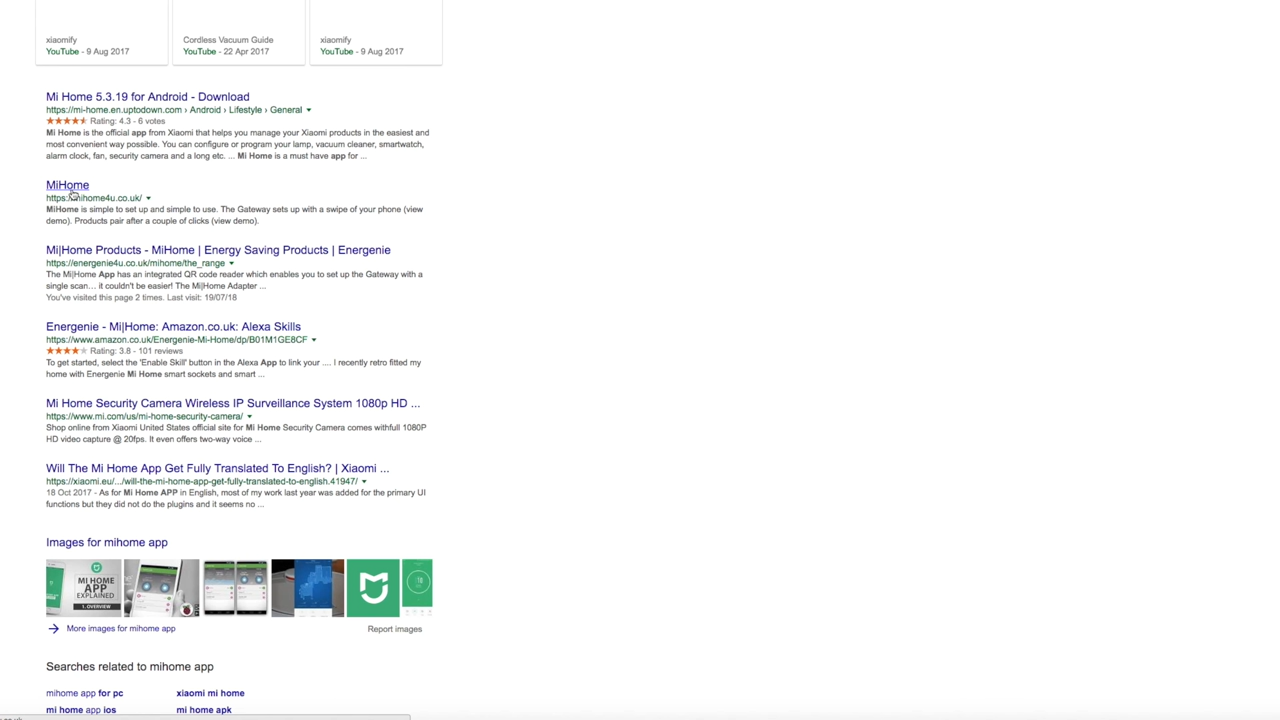 xiaomify
YouTube - 9 Aug 2017
Cordless Vacuum Guide
YouTube - 22 Apr 2017
xiaomify
YouTube - 9 Aug 2017
Mi Home 5.3.19 for Android - Download
https://mi-home.en.uptodown.com › Android › Lifestyle › General
Rating: 4.3 - 6 votes
Mi Home is the official app from Xiaomi that helps you manage your Xiaomi products in the easiest and
most convenient way possible. You can configure or program your lamp, vacuum cleaner, smartwatch,
alarm clock, fan, security camera and a long etc. ... Mi Home is a must have app for ...
MiHome
https://mihome4u.co.uk/
MiHome is simple to set up and simple to use. The Gateway sets up with a swipe of your phone (view
demo). Products pair after a couple of clicks (view demo).
Mi|Home Products - MiHome | Energy Saving Products | Energenie
https://energenie4u.co.uk/mihome/the_range
The Mi|Home App has an integrated QR code reader which enables you to set up the Gateway with a
single scan… it couldn't be easier! The Mi|Home Adapter ...
You've visited this page 2 times. Last visit: 19/07/18
Energenie - Mi|Home: Amazon.co.uk: Alexa Skills
https://www.amazon.co.uk/Energenie-Mi-Home/dp/B01M1GE8CF
Rating: 3.8 - 101 reviews
To get started, select the 'Enable Skill' button in the Alexa App to link your .... I recently retro fitted my
home with Energenie Mi Home smart sockets and smart ...
Mi Home Security Camera Wireless IP Surveillance System 1080p HD ...
https://www.mi.com/us/mi-home-security-camera/
Shop online from Xiaomi United States official site for Mi Home Security Camera comes withfull 1080P
HD video capture @ 20fps. It even offers two-way voice ...
Will The Mi Home App Get Fully Translated To English? | Xiaomi ...
https://xiaomi.eu/.../will-the-mi-home-app-get-fully-translated-to-english.41947/
18 Oct 2017 - As for Mi Home APP in English, most of my work last year was added for the primary UI
functions but they did not do the plugins and it seems no ...
Images for mihome app
MI HOME
APP
EXPLAINED
1. OVERVIEW
More images for mihome app
Report images
Searches related to mihome app
mihome app for pc
xiaomi mi home
mi home app ios
mi home apk